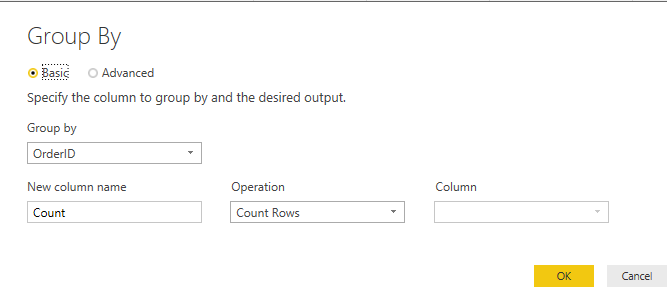 Group By
Basic Advanced
Specify the column to group by and the desired output.
Group by
OrderID
New column name Operation Column
Count Count Rows
OK Cancel